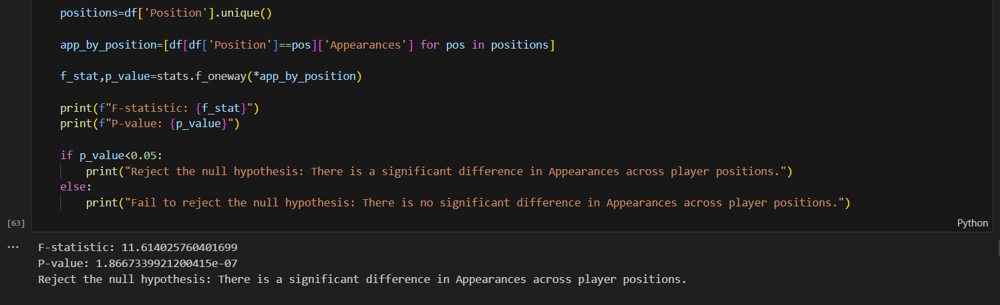 positions=df['Position'].unique()
app_by_position=[df[df['Position']==pos]['Appearances'] for pos in positions]
f_stat,p_value=stats.f_oneway(*app_by_position)
print(f"F-statistic: {f_stat}")
print(f"P-value: {p_value}")
if p_value<0.05:
    print("Reject the null hypothesis: There is a significant difference in Appearances across player positions.")
else:
    print("Fail to reject the null hypothesis: There is no significant difference in Appearances across player positions.")
[63]
Python
...
F-statistic: 11.614025760401699
P-value: 1.8667339921200415e-07
Reject the null hypothesis: There is a significant difference in Appearances across player positions.